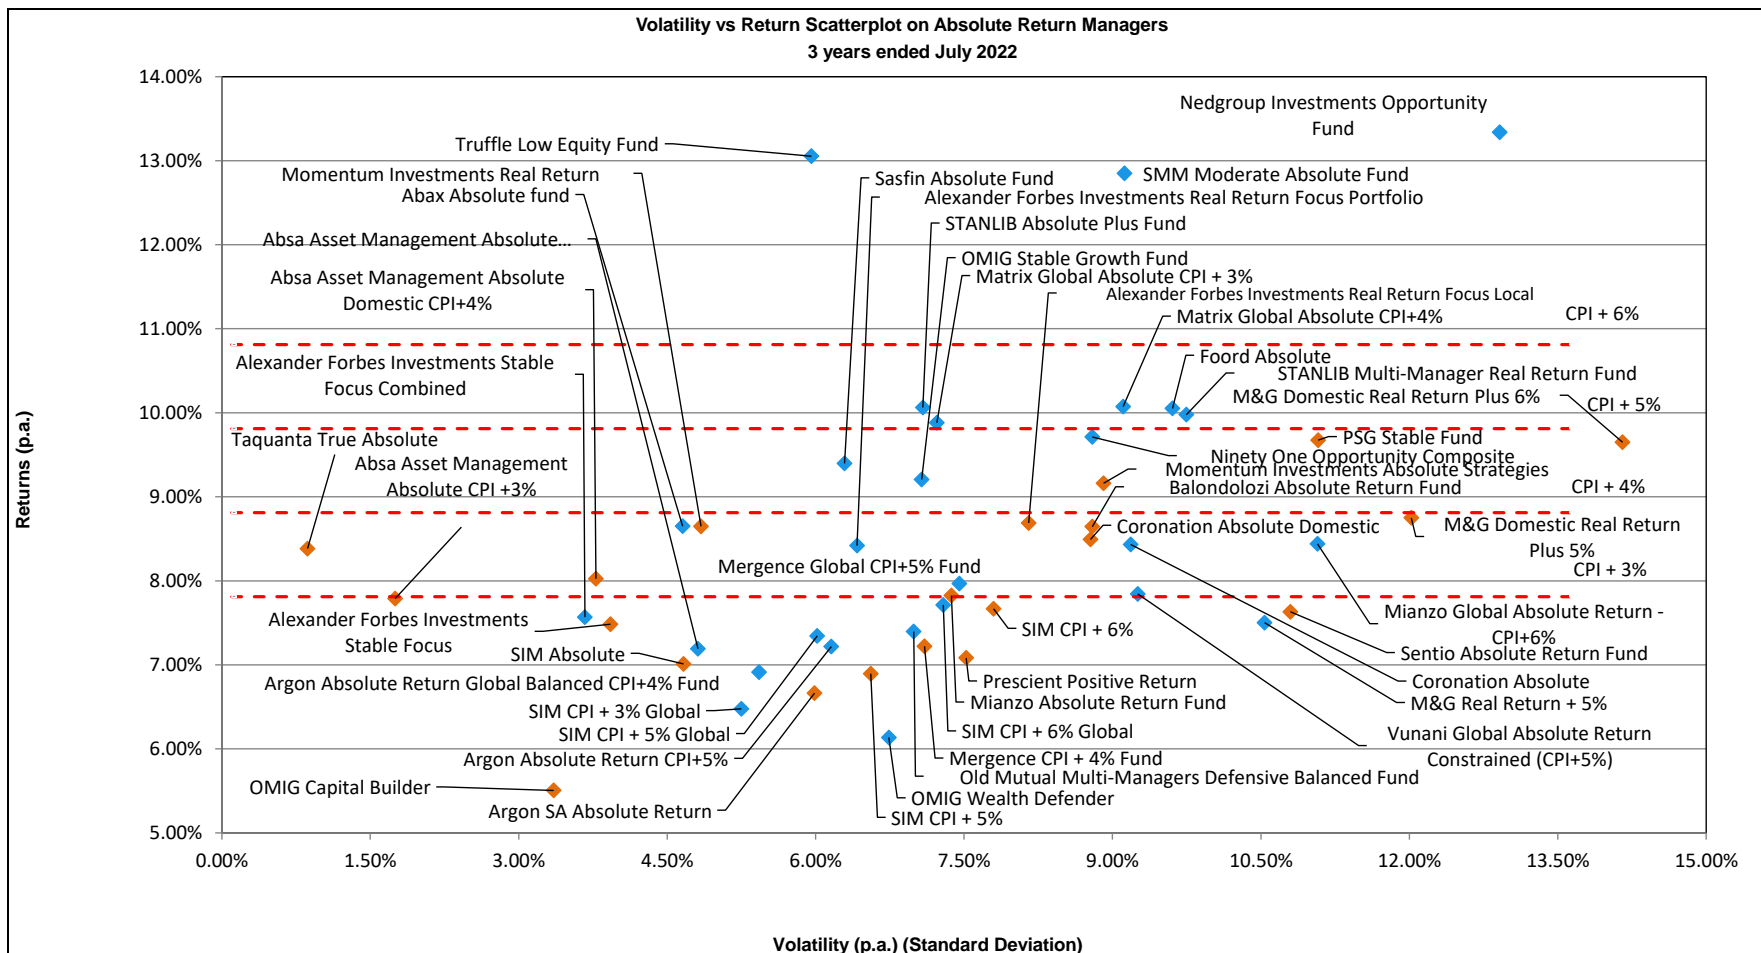 Volatility vs Return Scatterplot on Absolute Return Managers
3 years ended July 2022
14.00%
13.00%
12.00%
11.00%
10.00%
9.00%
8.00%
7.00%
6.00%
5.00%
Returns (p.a.)
Nedgroup Investments Opportunity
Fund
Truffle Low Equity Fund
Momentum Investments Real Return
Abax Absolute fund
Sasfin Absolute Fund
SMM Moderate Absolute Fund
Alexander Forbes Investments Real Return Focus Portfolio
STANLIB Absolute Plus Fund
Absa Asset Management Absolute...
OMIG Stable Growth Fund
Matrix Global Absolute CPI + 3%
Absa Asset Management Absolute
Domestic CPI+4%
Alexander Forbes Investments Real Return Focus Local
Matrix Global Absolute CPI+4%
CPI + 6%
Alexander Forbes Investments Stable
Focus Combined
Foord Absolute
STANLIB Multi-Manager Real Return Fund
M&G Domestic Real Return Plus 6%
CPI + 5%
Taquanta True Absolute
PSG Stable Fund
Ninety One Opportunity Composite
Absa Asset Management
Absolute CPI +3%
Momentum Investments Absolute Strategies
Balondolozi Absolute Return Fund
CPI + 4%
Coronation Absolute Domestic
M&G Domestic Real Return
Plus 5%
Mergence Global CPI+5% Fund
CPI + 3%
Alexander Forbes Investments
Stable Focus
SIM CPI + 6%
Mianzo Global Absolute Return -
CPI+6%
SIM Absolute
Sentio Absolute Return Fund
Argon Absolute Return Global Balanced CPI+4% Fund
Prescient Positive Return
Coronation Absolute
SIM CPI + 3% Global
Mianzo Absolute Return Fund
M&G Real Return + 5%
SIM CPI + 5% Global
SIM CPI + 6% Global
Vunani Global Absolute Return
Constrained (CPI+5%)
Argon Absolute Return CPI+5%
Mergence CPI + 4% Fund
Old Mutual Multi-Managers Defensive Balanced Fund
OMIG Capital Builder
OMIG Wealth Defender
Argon SA Absolute Return
SIM CPI + 5%
0.00%
1.50%
3.00%
4.50%
6.00%
7.50%
9.00%
10.50%
12.00%
13.50%
15.00%
Volatility (p.a.) (Standard Deviation)